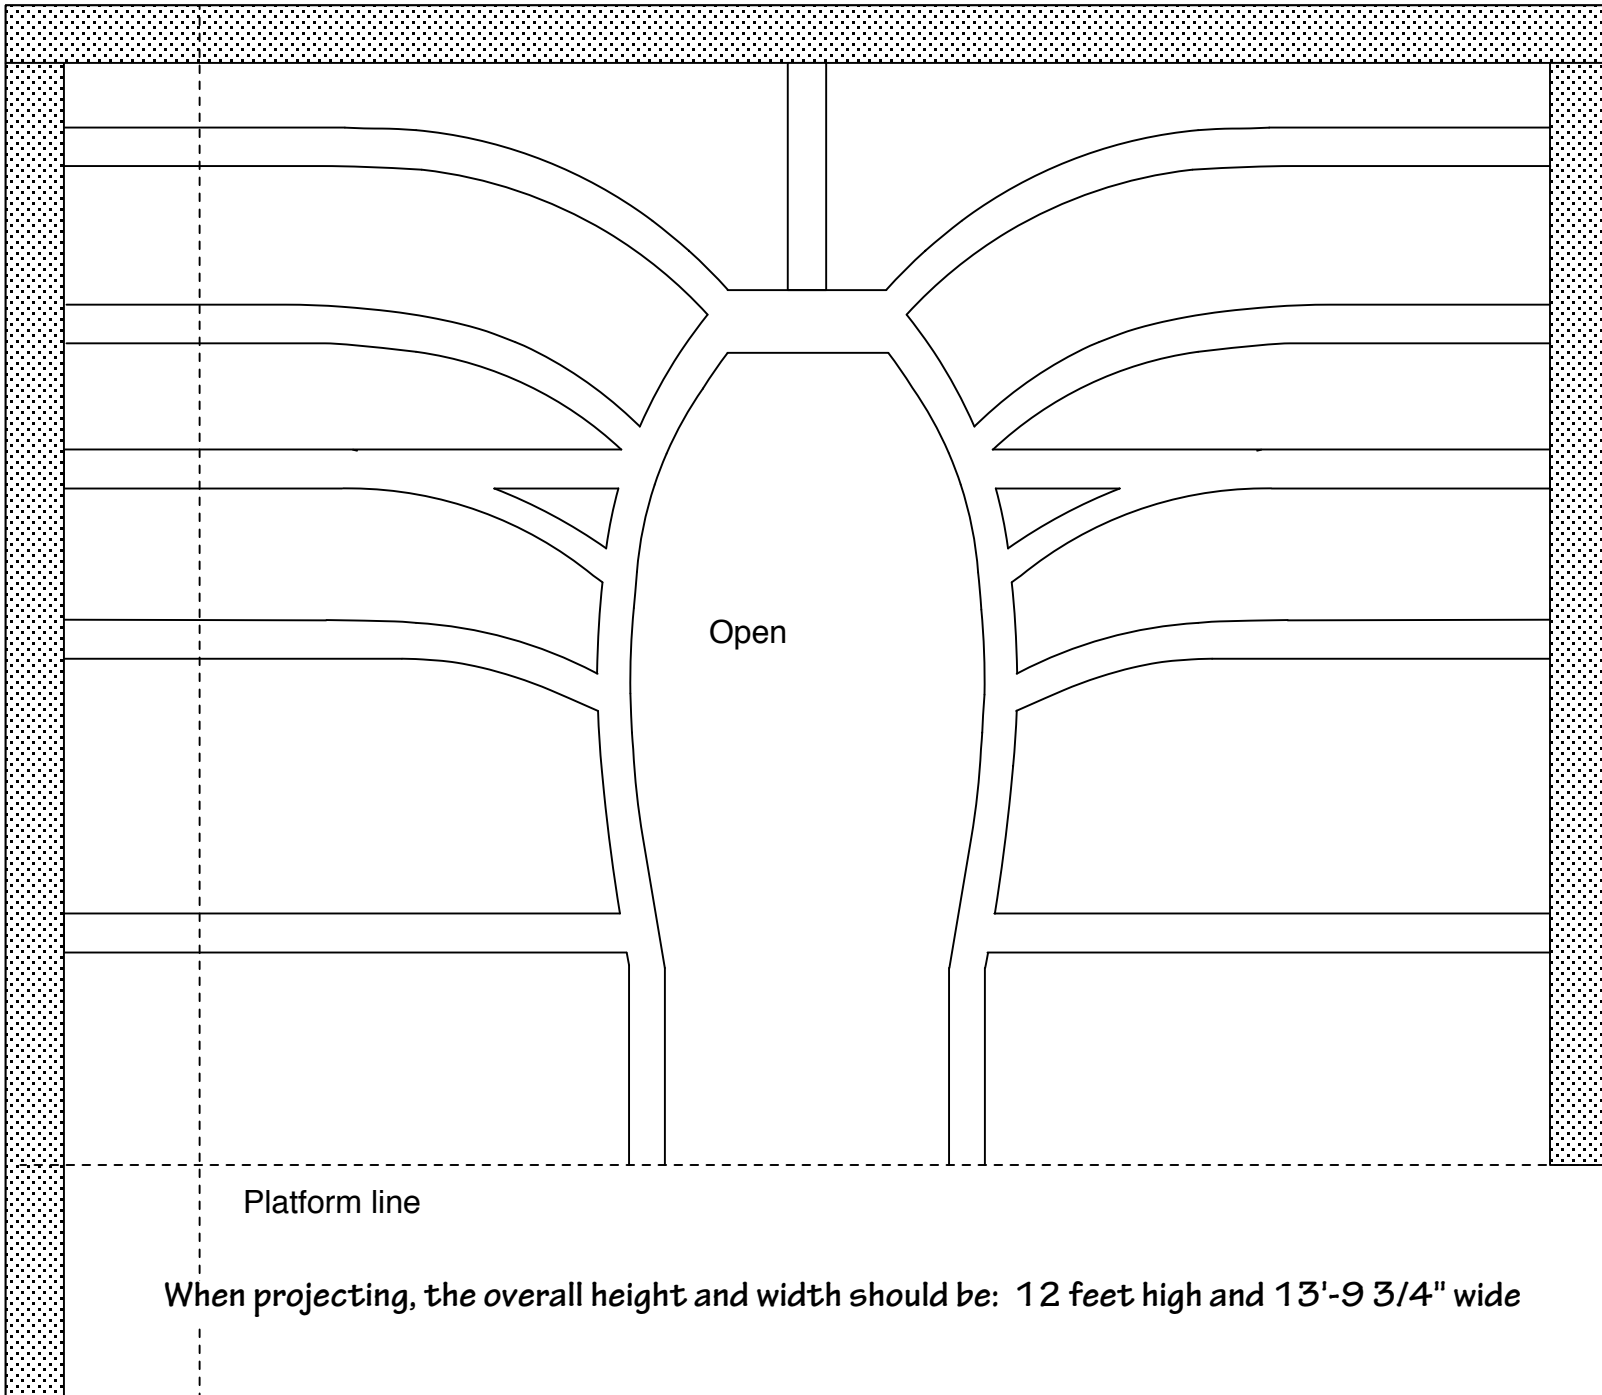 Open
Platform line
When projecting, the overall height and width should be:  12 feet high and 13'-9 3/4" wide